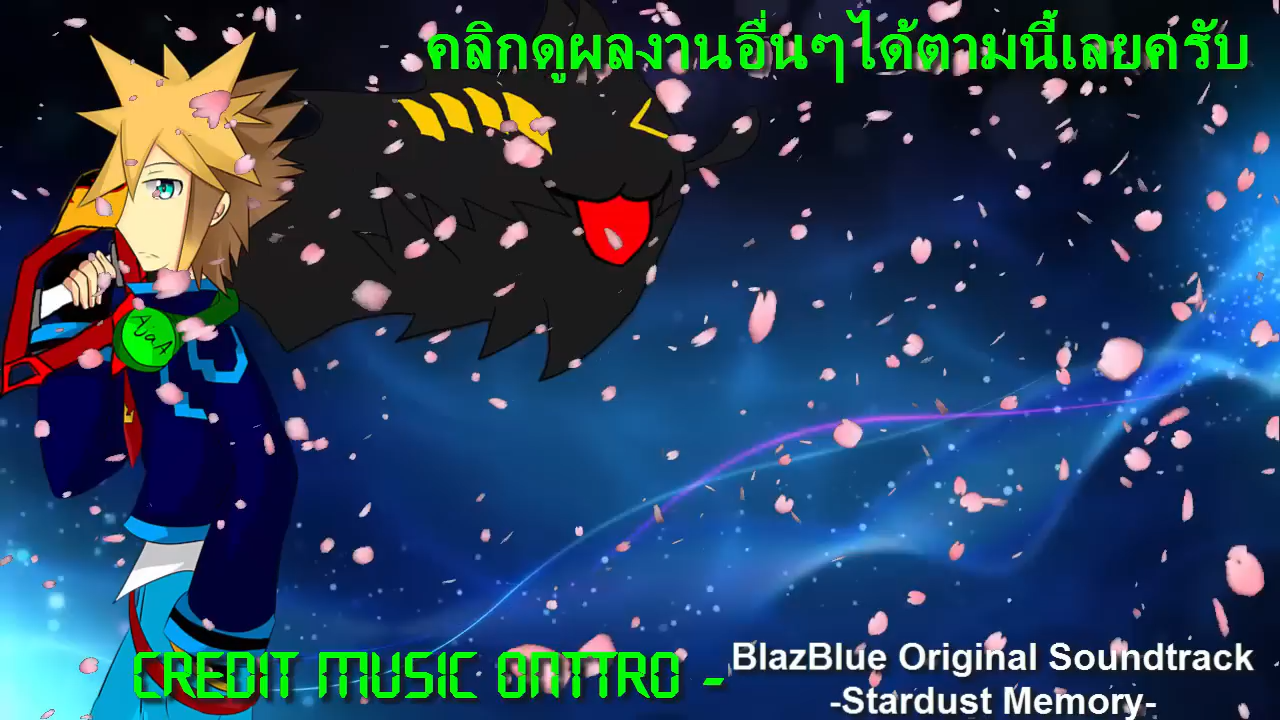 คลิกดูผลงานอื่นๆได้ตามนี้เลยครับ
AJaA
CREDIT MUSIC ONTTRO -
BlazBlue Original Soundtrack
-Stardust Memory-